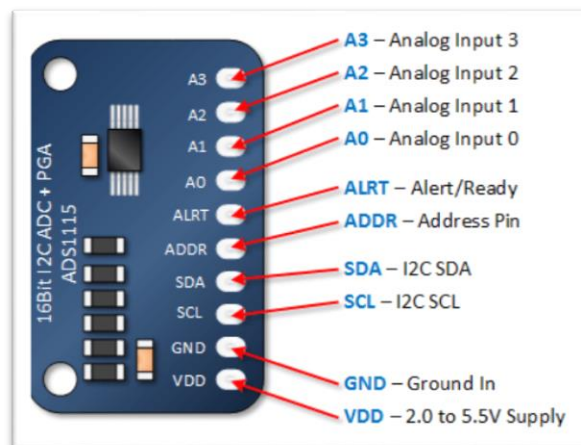 A3 – Analog Input 3
A2 – Analog Input 2
A1 – Analog Input 1
A0 – Analog Input 0
ALRT – Alert/Ready
ADDR – Address Pin
SDA – I2C SDA
SCL – I2C SCL
GND – Ground In
VDD – 2.0 to 5.5V Supply
A3
A2
A1
A0
ALRT
ADDR
SDA
SCL
GND
VDD
16Bit I2C ADC + PGA
ADS1115